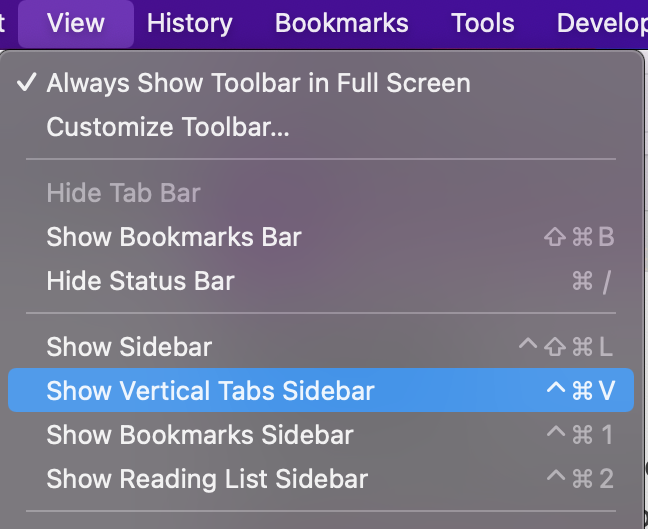 View History Bookmarks Tools Develop
✓ Always Show Toolbar in Full Screen
Customize Toolbar...
Hide Tab Bar
Show Bookmarks Bar ⇧⌘B
Hide Status Bar ⌘/
Show Sidebar ^⇧⌘L
Show Vertical Tabs Sidebar ^⌘V
Show Bookmarks Sidebar ^⌘1
Show Reading List Sidebar ^⌘2